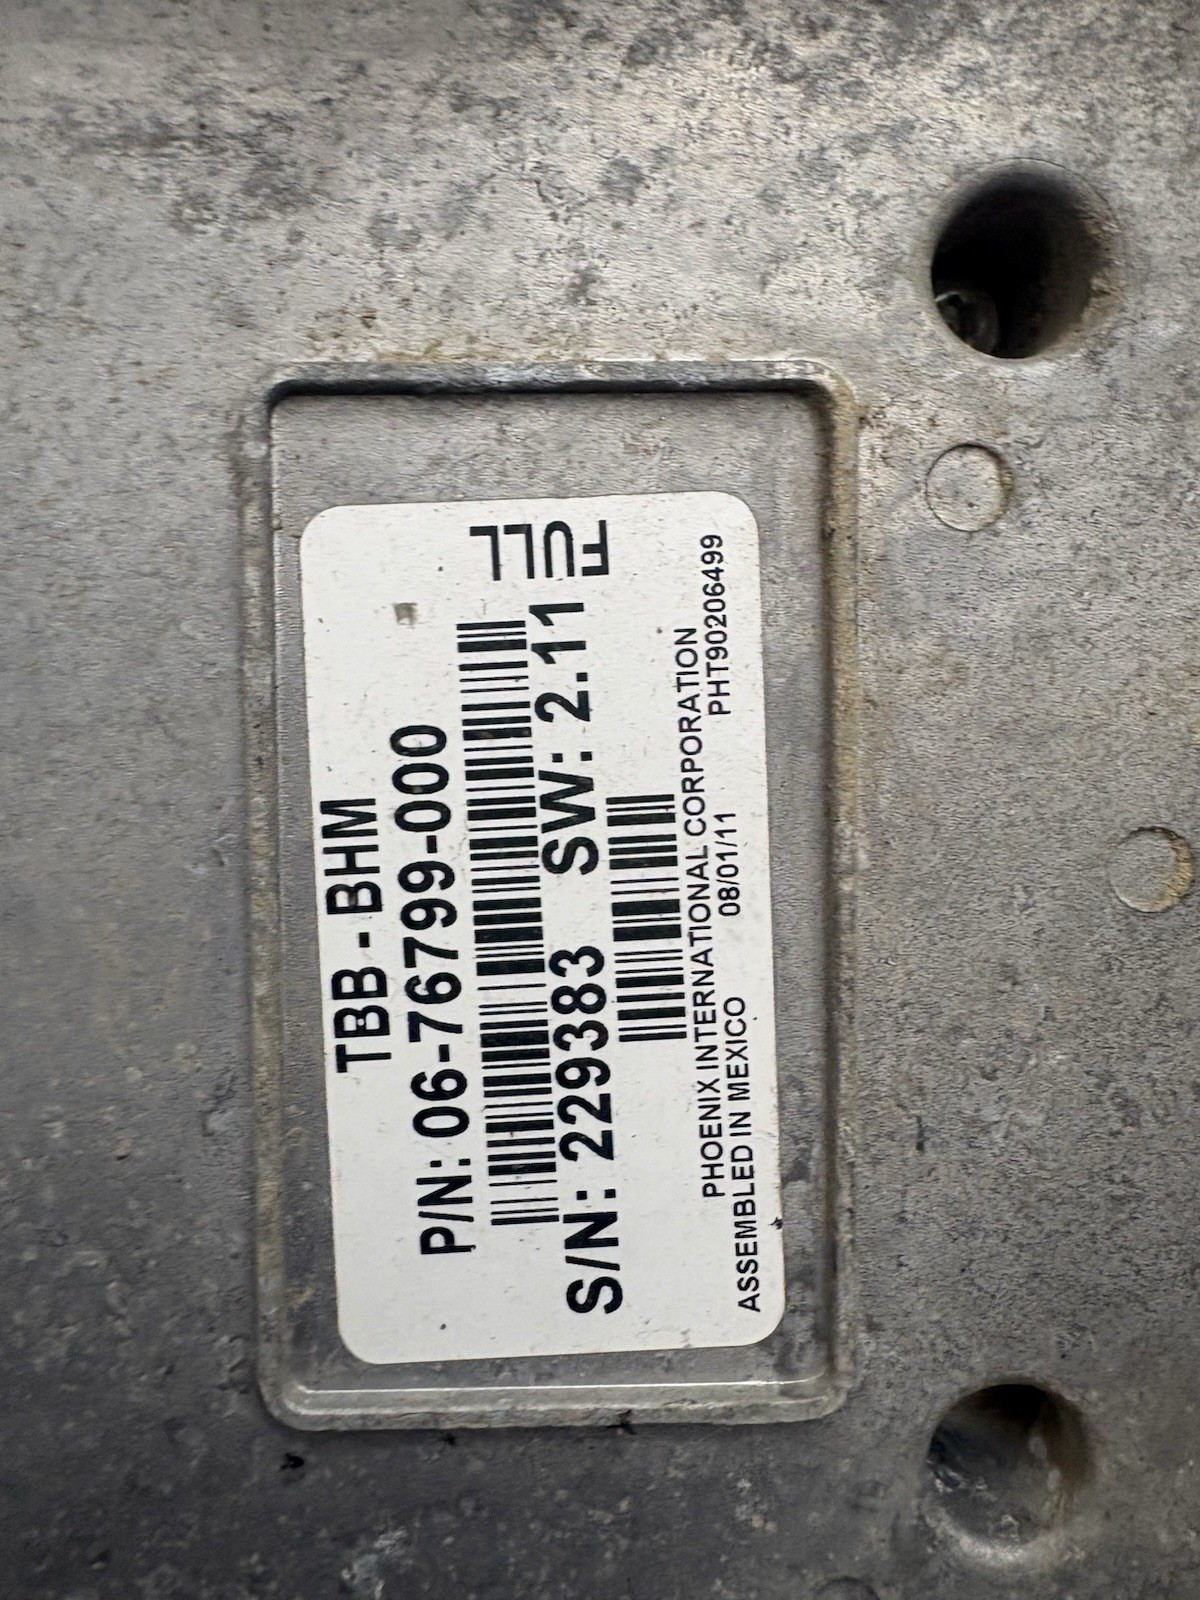 TBB - BHM
P/N: 06-76799-000
S/N: 229383 SW: 2.11
FULL
PHOENIX INTERNATIONAL CORPORATION
ASSEMBLED IN MEXICO 08/01/11 PHT90206499